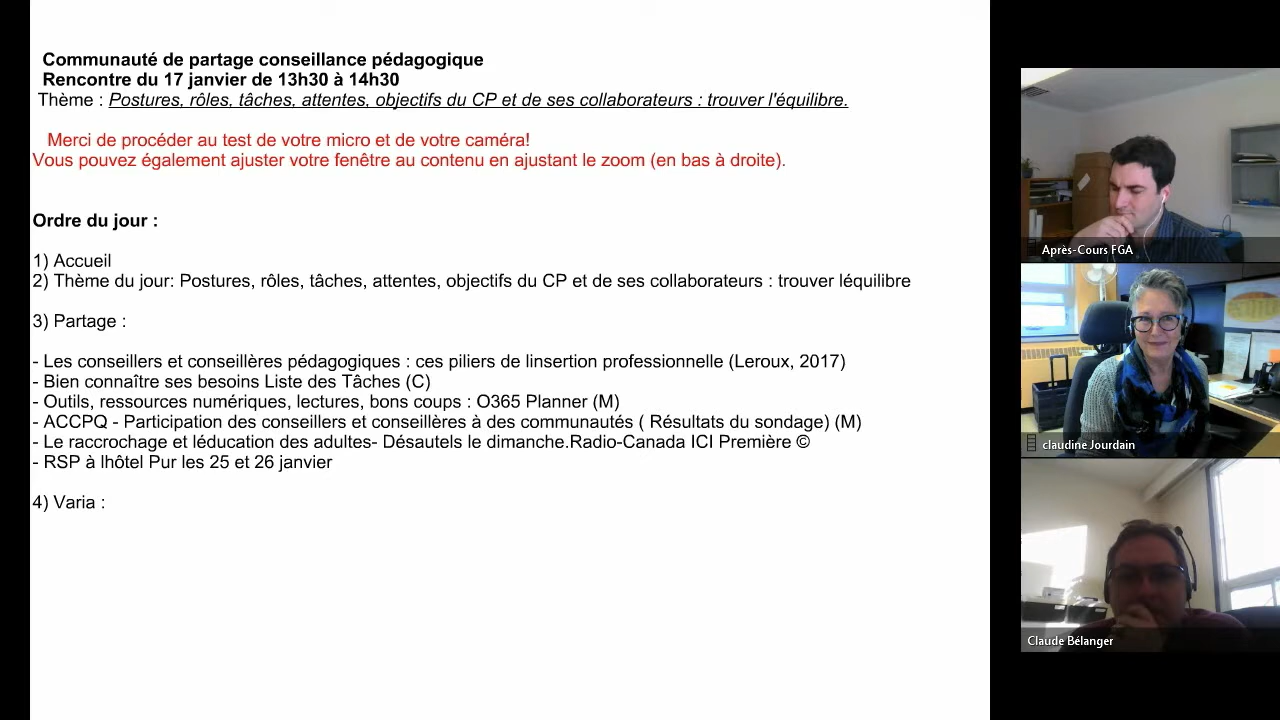 Communauté de partage conseillance pédagogique
Rencontre du 17 janvier de 13h30 à 14h30
Thème : Postures, rôles, tâches, attentes, objectifs du CP et de ses collaborateurs : trouver l'équilibre.
Merci de procéder au test de votre micro et de votre caméra!
Vous pouvez également ajuster votre fenêtre au contenu en ajustant le zoom (en bas à droite).
Ordre du jour :
1) Accueil
2) Thème du jour: Postures, rôles, tâches, attentes, objectifs du CP et de ses collaborateurs : trouver léquilibre
3) Partage :
- Les conseillers et conseillères pédagogiques : ces piliers de linsertion professionnelle (Leroux, 2017)
- Bien connaître ses besoins Liste des Tâches (C)
- Outils, ressources numériques, lectures, bons coups : O365 Planner (M)
- ACCPQ - Participation des conseillers et conseillères à des communautés ( Résultats du sondage) (M)
- Le raccrochage et léducation des adultes- Désautels le dimanche.Radio-Canada ICI Première ©
- RSP à lhôtel Pur les 25 et 26 janvier
4) Varia :
Après-Cours FGA
claudine Jourdain
Claude Bélanger